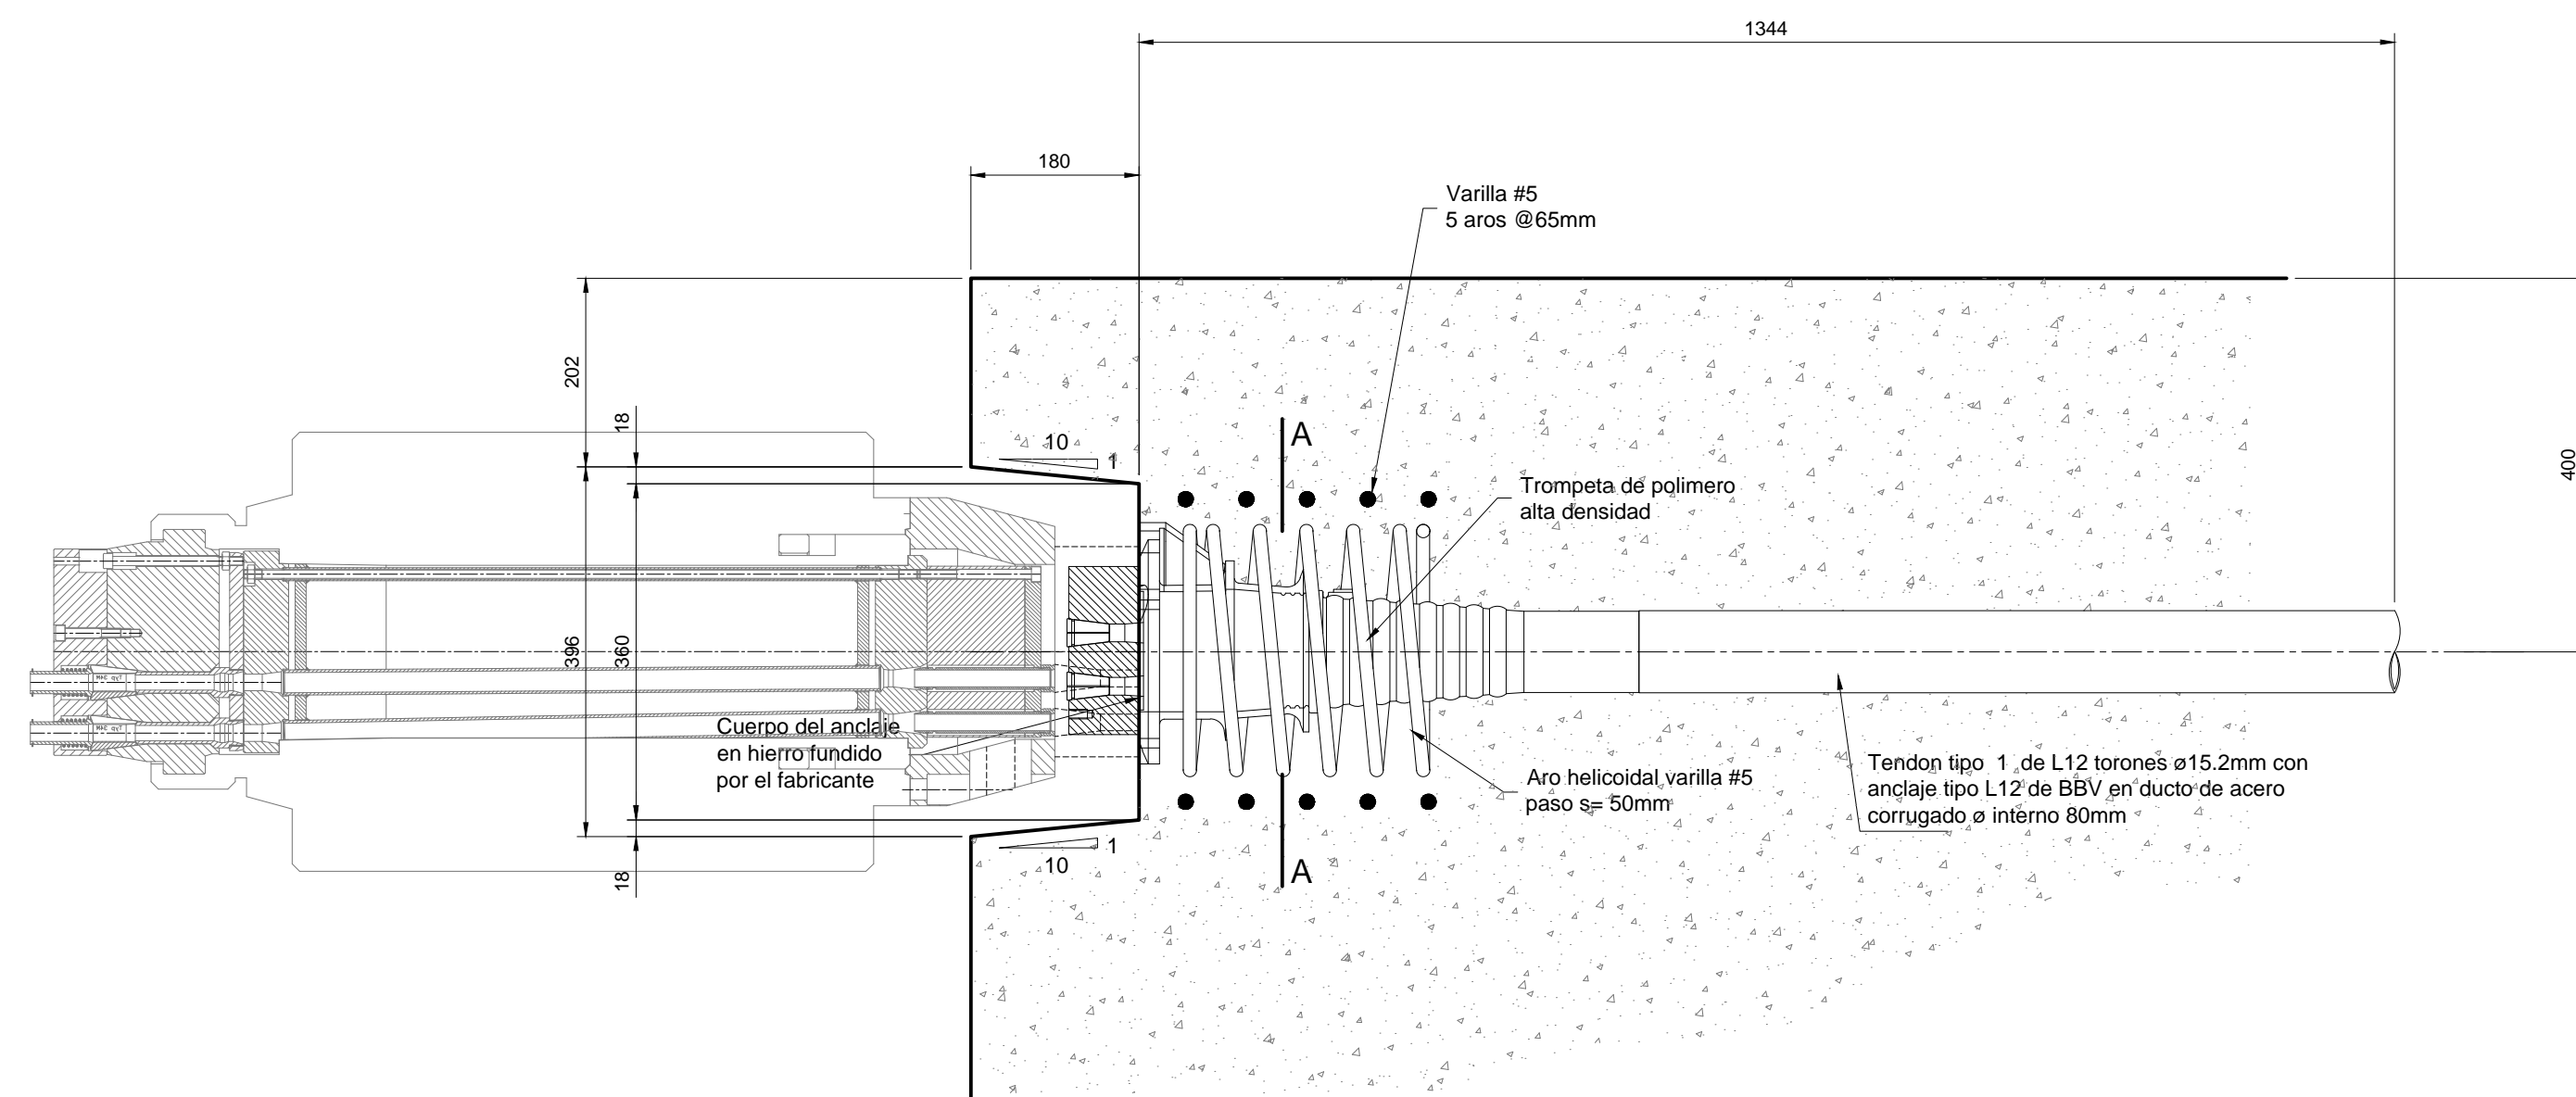 1344
180
Varilla #5
5 aros @65mm
202
18
10
1
A
400
Trompeta de polimero
alta densidad
396
360
Cuerpo del anclaje
en hierro fundido
por el fabricante
Aro helicoidal varilla #5
paso s= 50mm
Tendon tipo 1 de L12 torones ø15.2mm con
anclaje tipo L12 de BBV en ducto de acero
corrugado ø interno 80mm
1
10
18
A